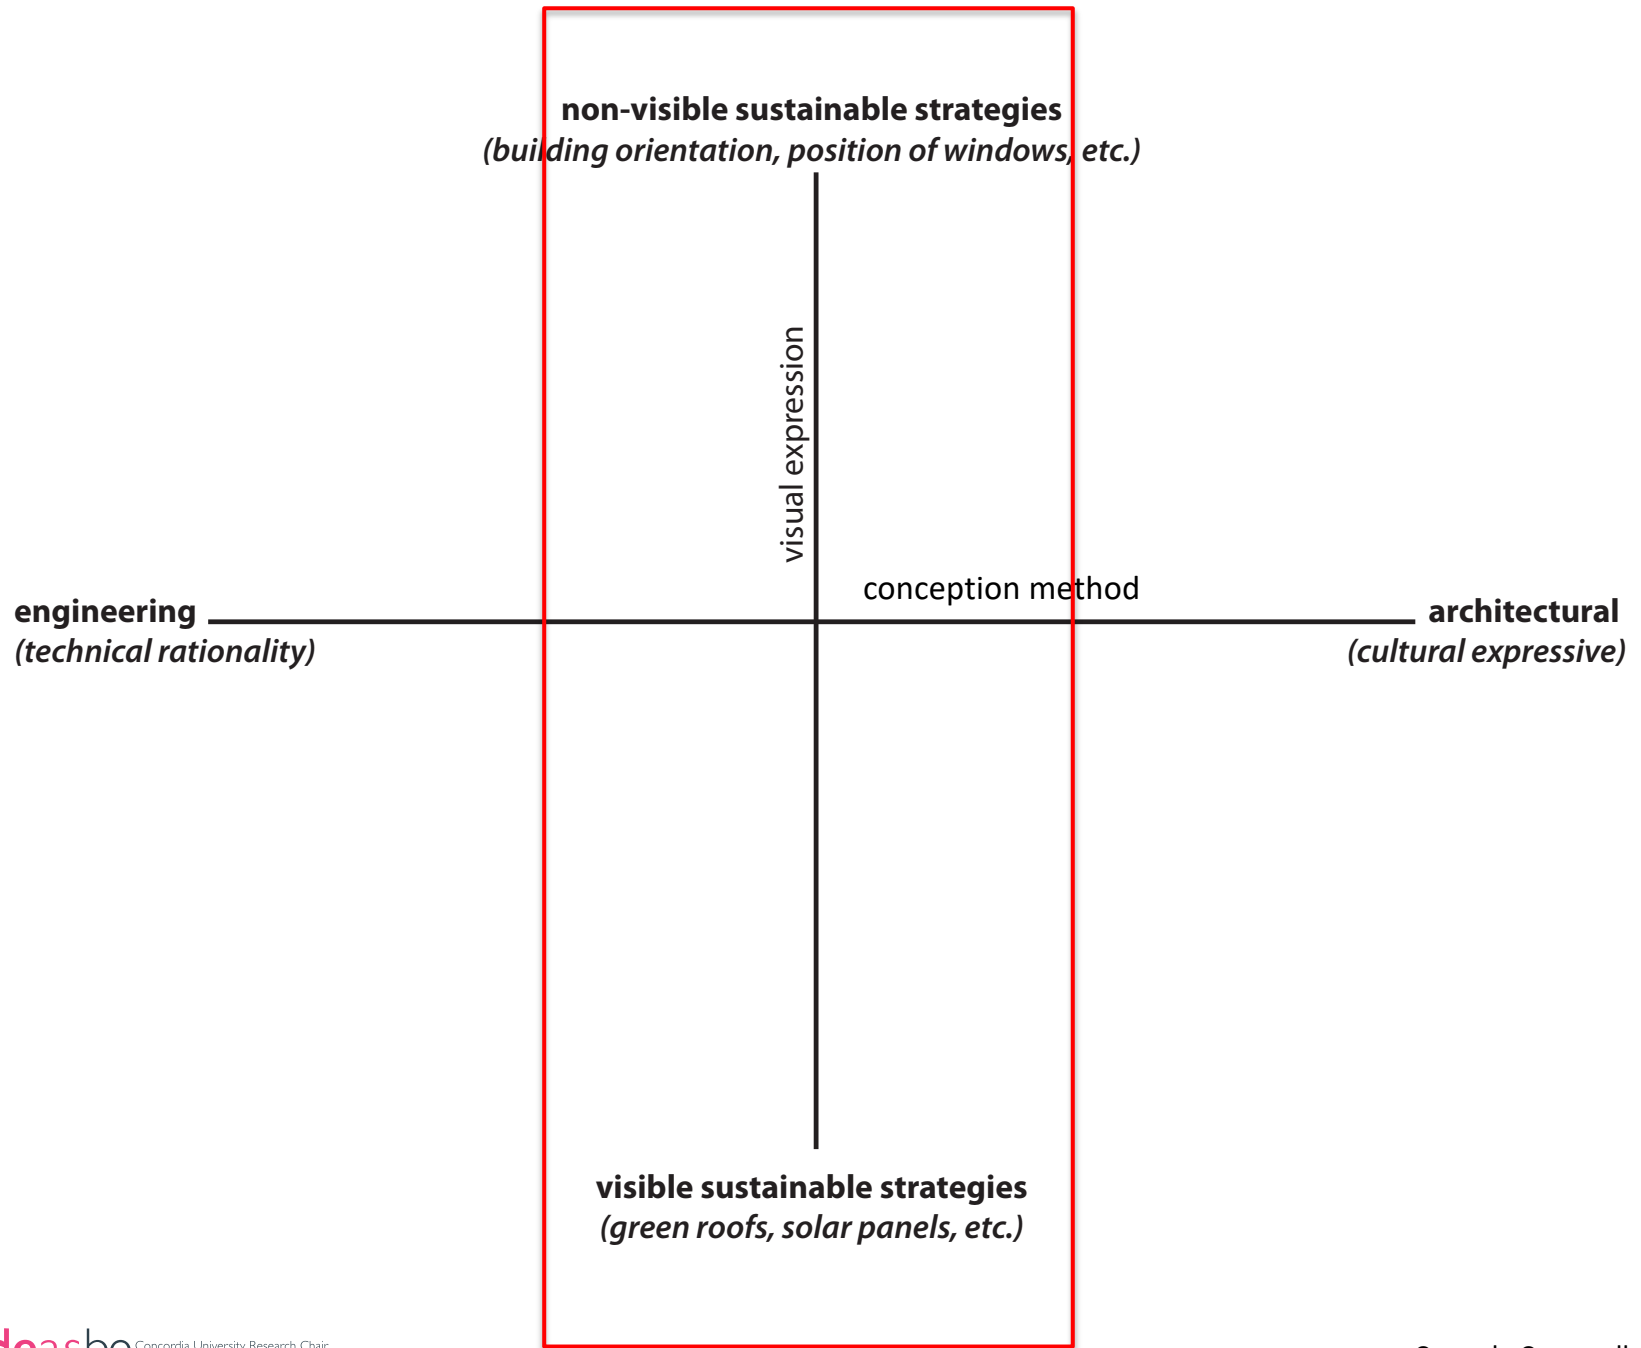 non-visible sustainable strategies
(building orientation, position of windows, etc.)
visual expression
conception method
engineering
(technical rationality)
architectural
(cultural expressive)
visible sustainable strategies
(green roofs, solar panels, etc.)
Concordia University Research Chair